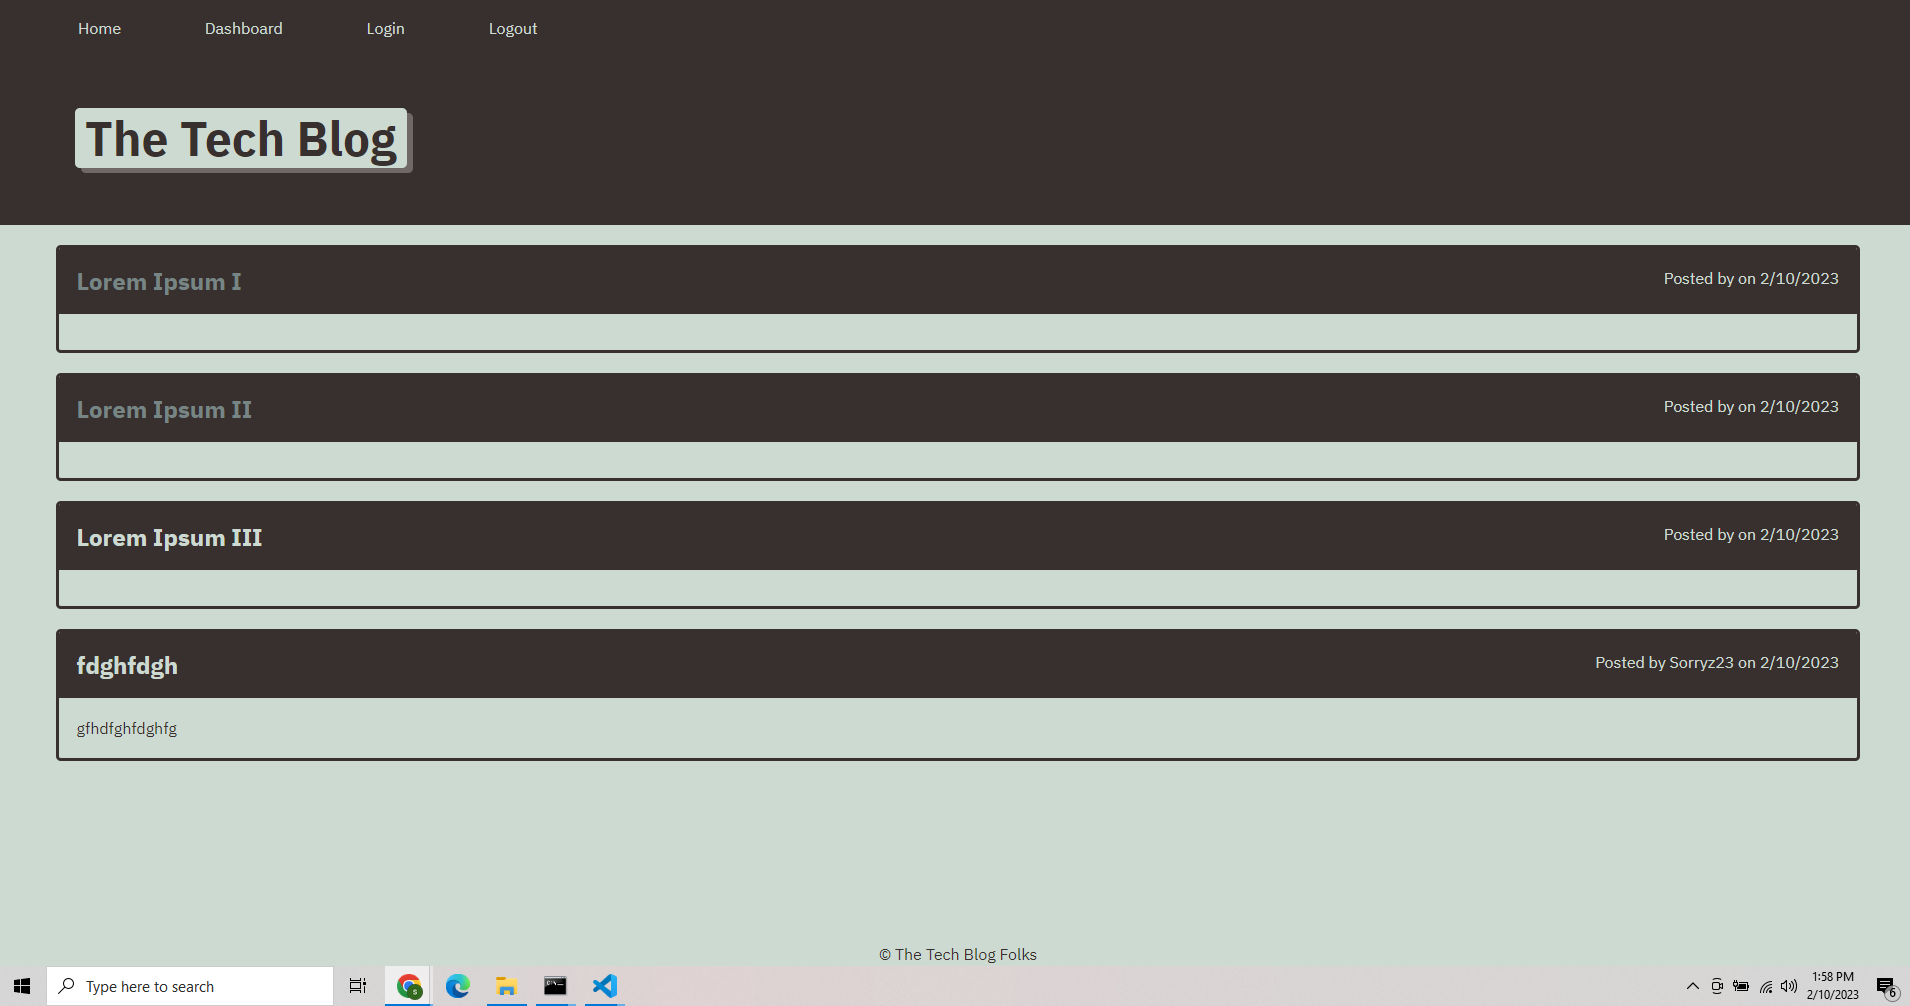 Home Dashboard Login Logout
The Tech Blog
Lorem Ipsum I
Posted by on 2/10/2023
Lorem Ipsum II
Posted by on 2/10/2023
Lorem Ipsum III
Posted by on 2/10/2023
fdghfdgh
Posted by Sorryz23 on 2/10/2023
gfhdfghfdghfg
© The Tech Blog Folks
Type here to search
S
C:\.
1:58 PM
2/10/2023
6